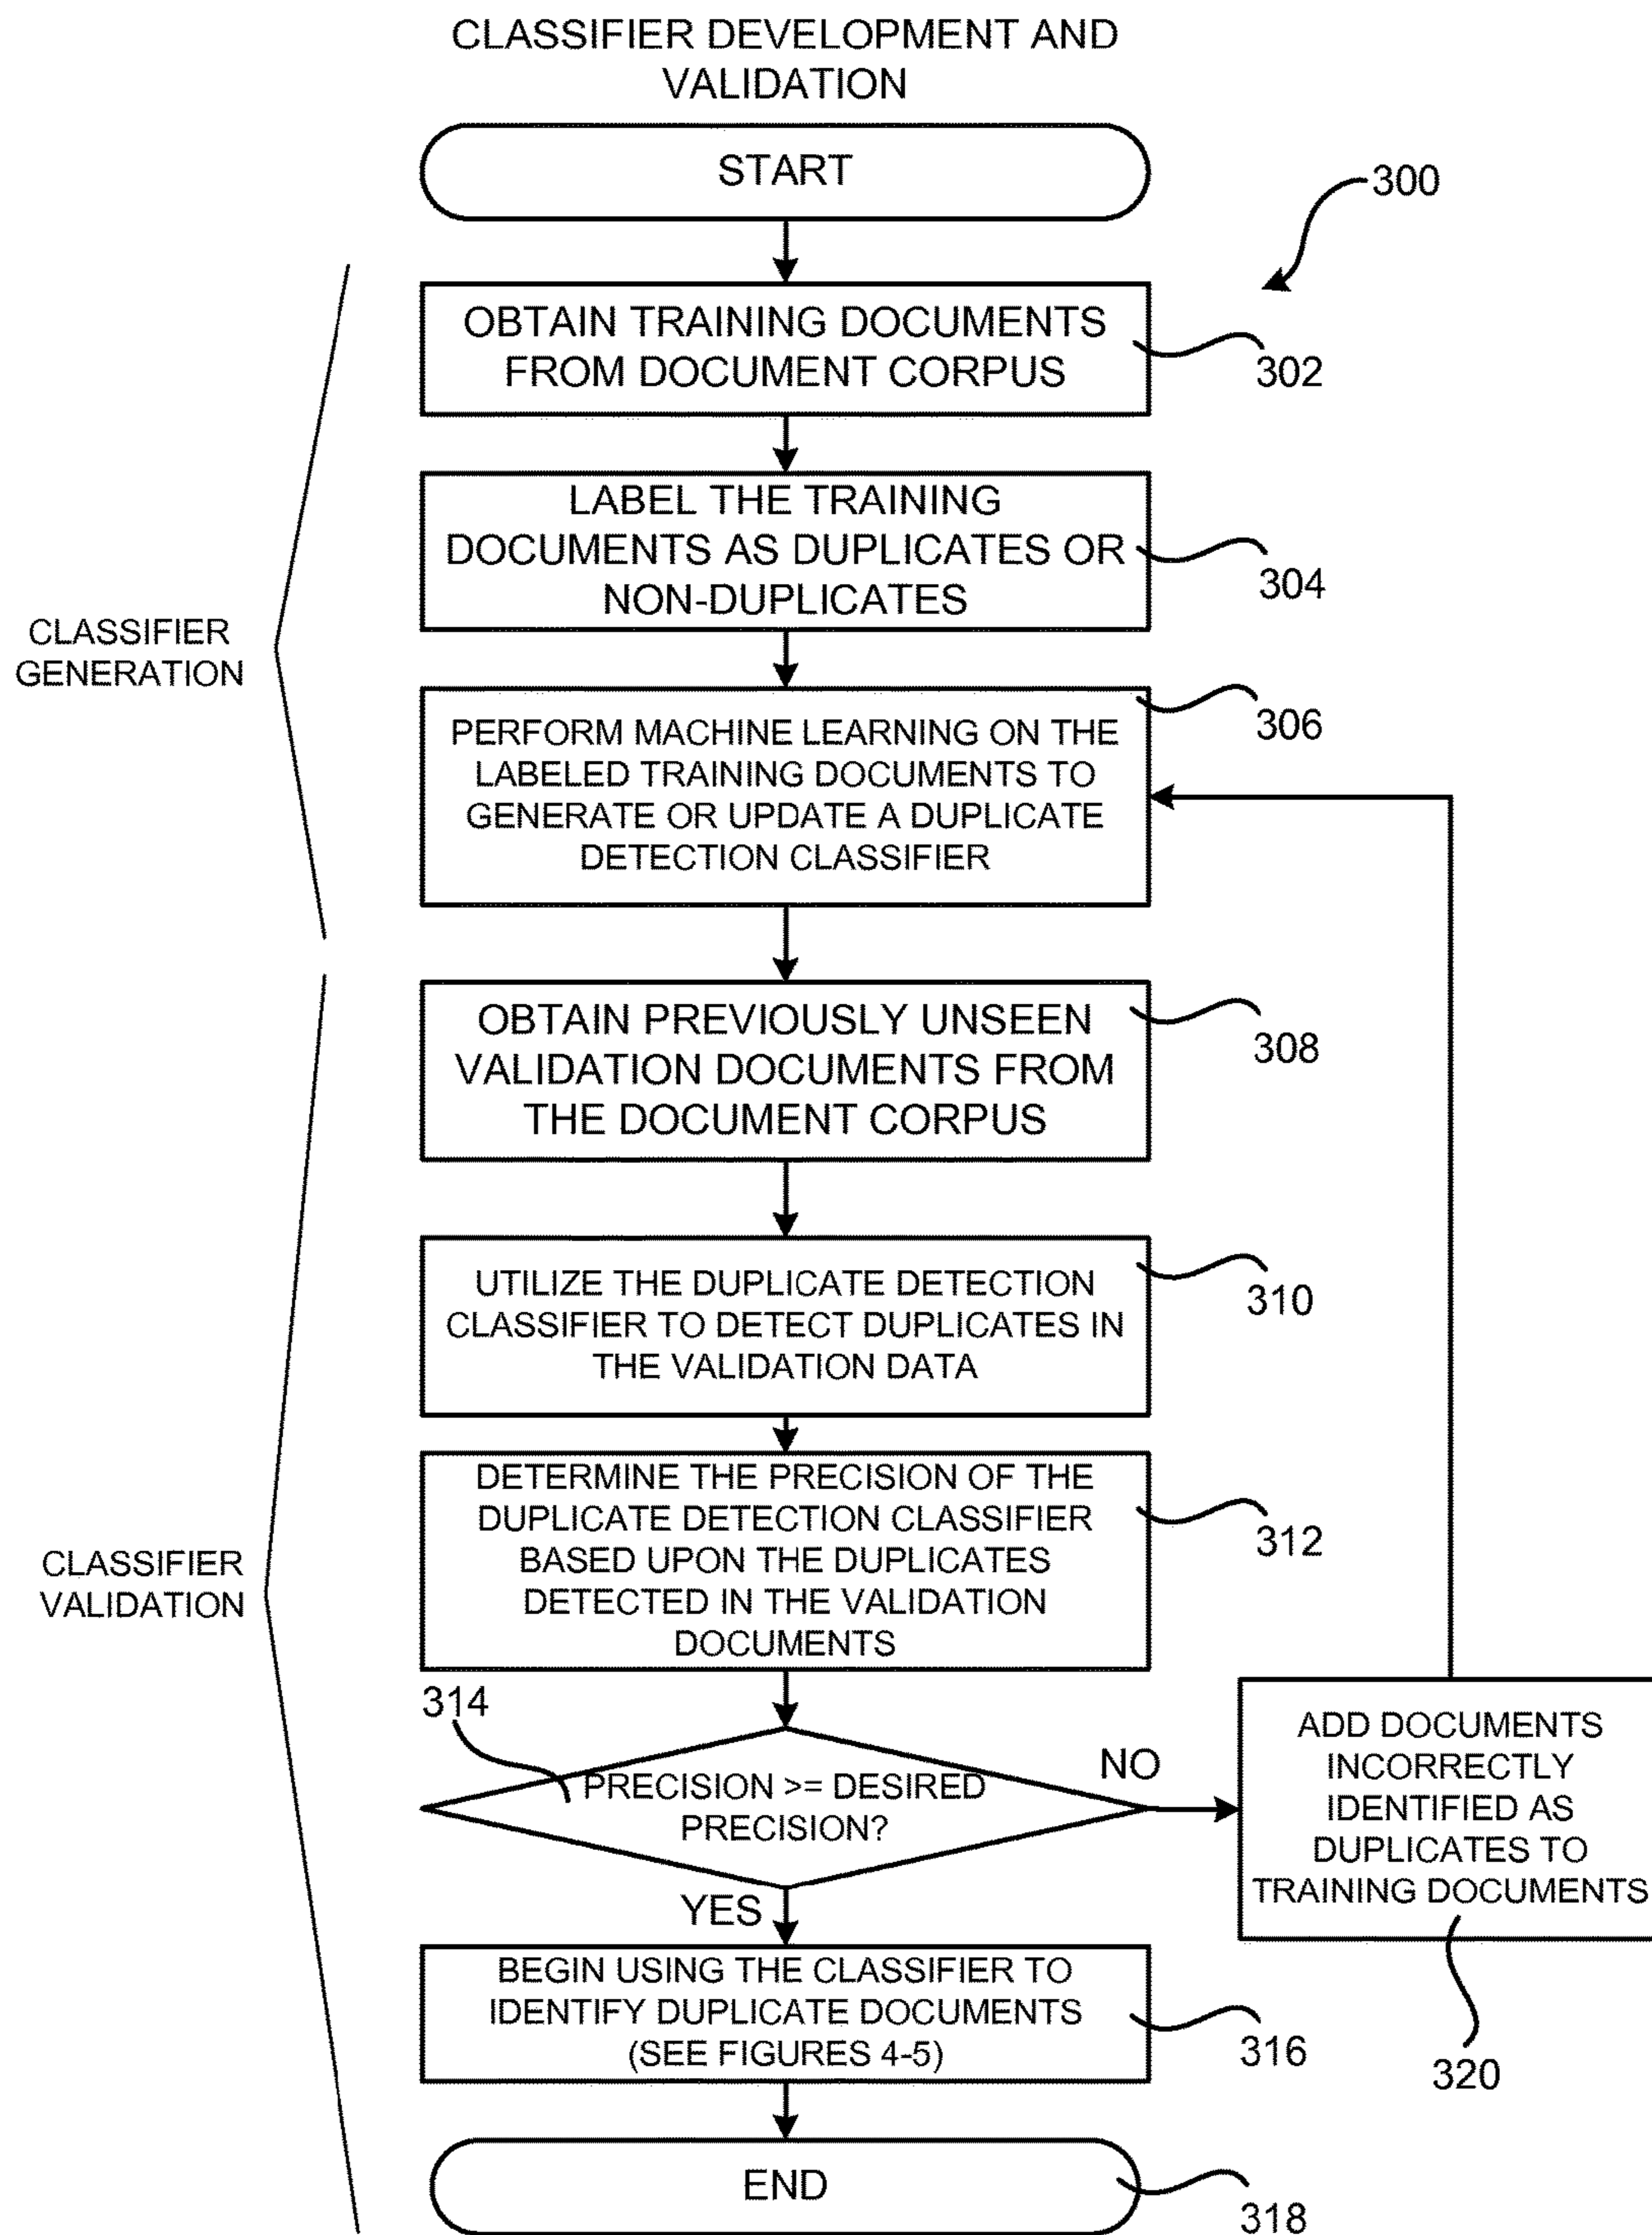 CLASSIFIER DEVELOPMENT AND
VALIDATION
START
300
OBTAIN TRAINING DOCUMENTS
FROM DOCUMENT CORPUS
302
LABEL THE TRAINING
DOCUMENTS AS DUPLICATES OR
NON-DUPLICATES
304
CLASSIFIER
GENERATION
PERFORM MACHINE LEARNING ON THE
LABELED TRAINING DOCUMENTS TO
GENERATE OR UPDATE A DUPLICATE
DETECTION CLASSIFIER
306
OBTAIN PREVIOUSLY UNSEEN
VALIDATION DOCUMENTS FROM
THE DOCUMENT CORPUS
308
UTILIZE THE DUPLICATE DETECTION
CLASSIFIER TO DETECT DUPLICATES IN
THE VALIDATION DATA
310
DETERMINE THE PRECISION OF THE
DUPLICATE DETECTION CLASSIFIER
BASED UPON THE DUPLICATES
DETECTED IN THE VALIDATION
DOCUMENTS
312
CLASSIFIER
VALIDATION
314
PRECISION >= DESIRED
PRECISION?
NO
YES
ADD DOCUMENTS
INCORRECTLY
IDENTIFIED AS
DUPLICATES TO
TRAINING DOCUMENTS
320
BEGIN USING THE CLASSIFIER TO
IDENTIFY DUPLICATE DOCUMENTS
(SEE FIGURES 4-5)
316
END
318